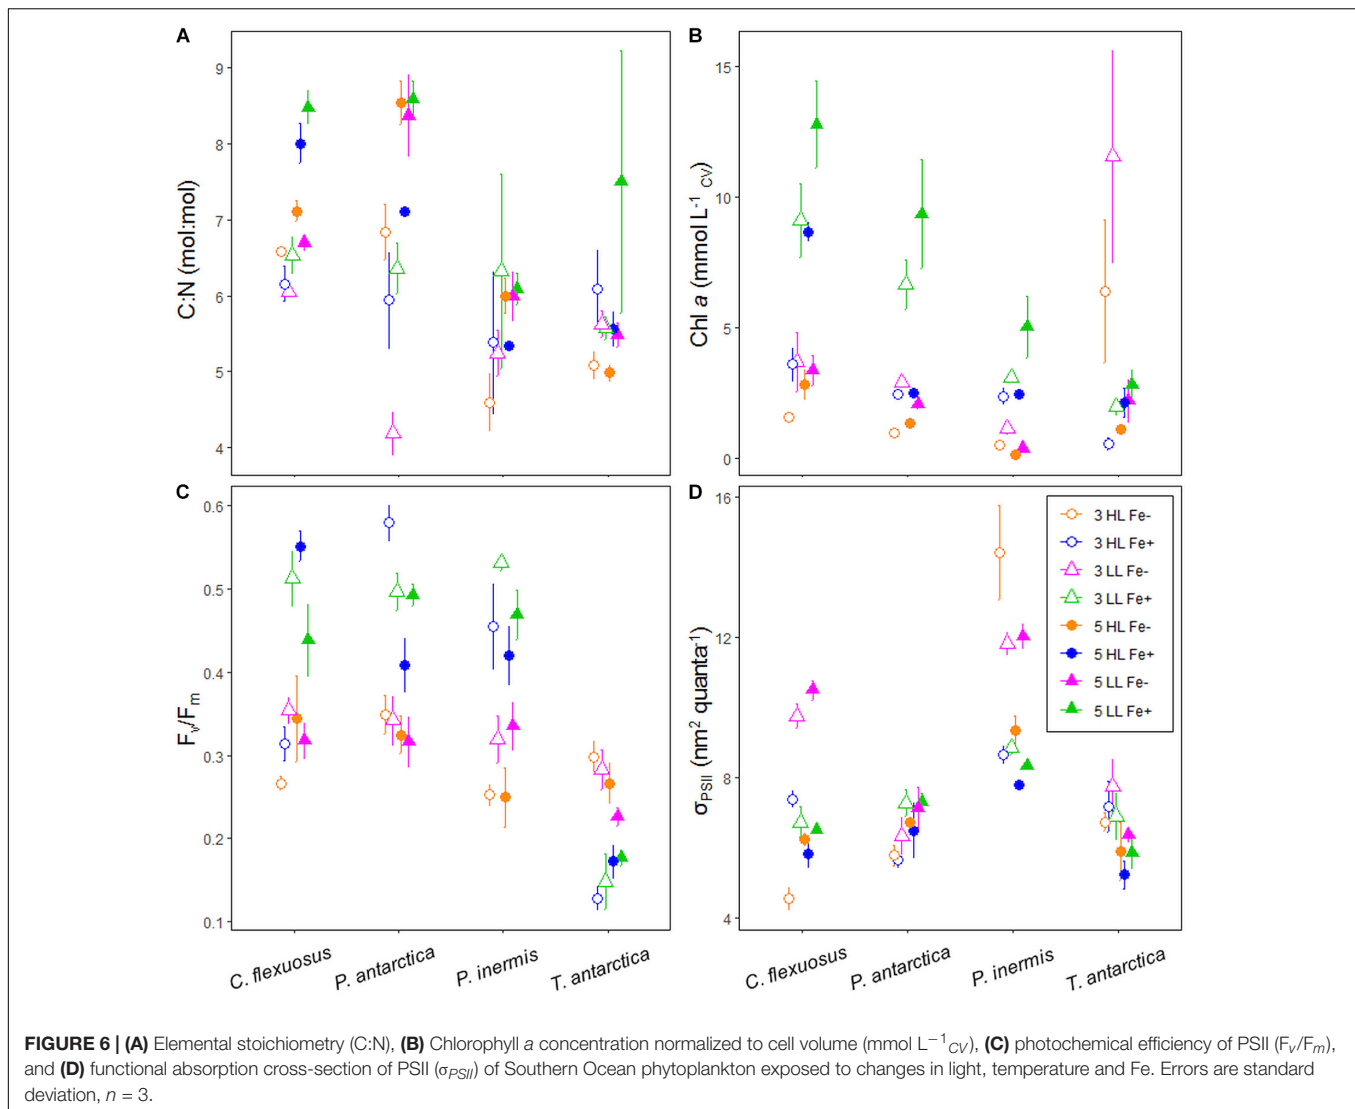 A
9
8
7
6
5
4
C:N (mol:mol)
B
15
10
5
0
Chl a (mmol L-1 CV)
C
0.6
0.5
0.4
0.3
0.2
0.1
Fv/Fm
C. flexuosus
P. antarctica
P. inermis
T. antarctica
D
16
12
8
4
σPSII (nm2 quanta-1)
3 HL Fe-
3 HL Fe+
3 LL Fe-
3 LL Fe+
5 HL Fe-
5 HL Fe+
5 LL Fe-
5 LL Fe+
C. flexuosus
P. antarctica
P. inermis
T. antarctica
FIGURE 6 | (A) Elemental stoichiometry (C:N), (B) Chlorophyll a concentration normalized to cell volume (mmol L−1CV), (C) photochemical efficiency of PSII (Fv/Fm),
and (D) functional absorption cross-section of PSII (σPSII) of Southern Ocean phytoplankton exposed to changes in light, temperature and Fe. Errors are standard
deviation, n = 3.